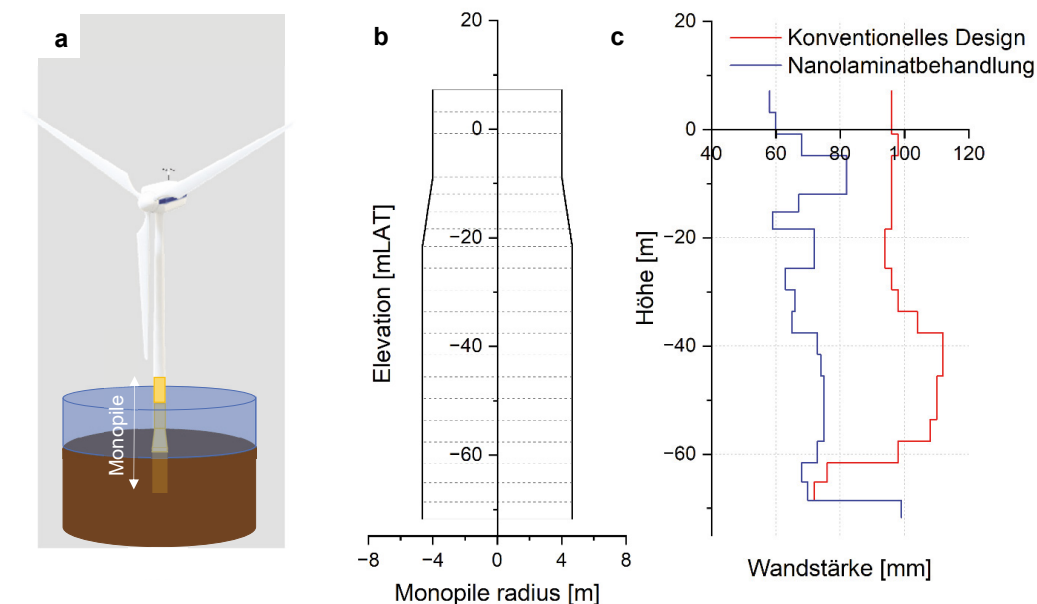 a
Monopile
b
20
0
−20
−40
−60
Elevation [mLAT]
−8
−4
0
4
8
Monopile radius [m]
c
Konventionelles Design
Nanolaminatbehandlung
20
0
−20
−40
−60
Höhe [m]
40
60
80
100
120
Wandstärke [mm]